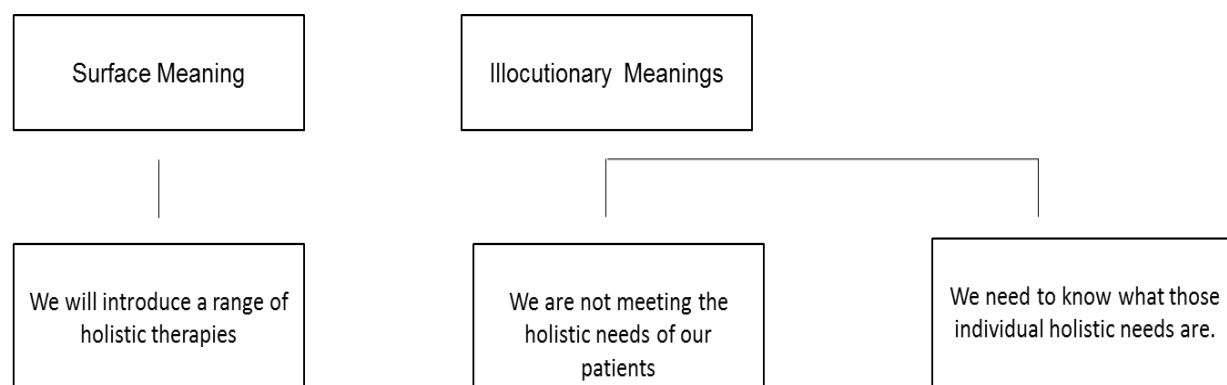 Surface Meaning
Illocutionary Meanings
We will introduce a range of
holistic therapies
We are not meeting the
holistic needs of our
patients
We need to know what those
individual holistic needs are.